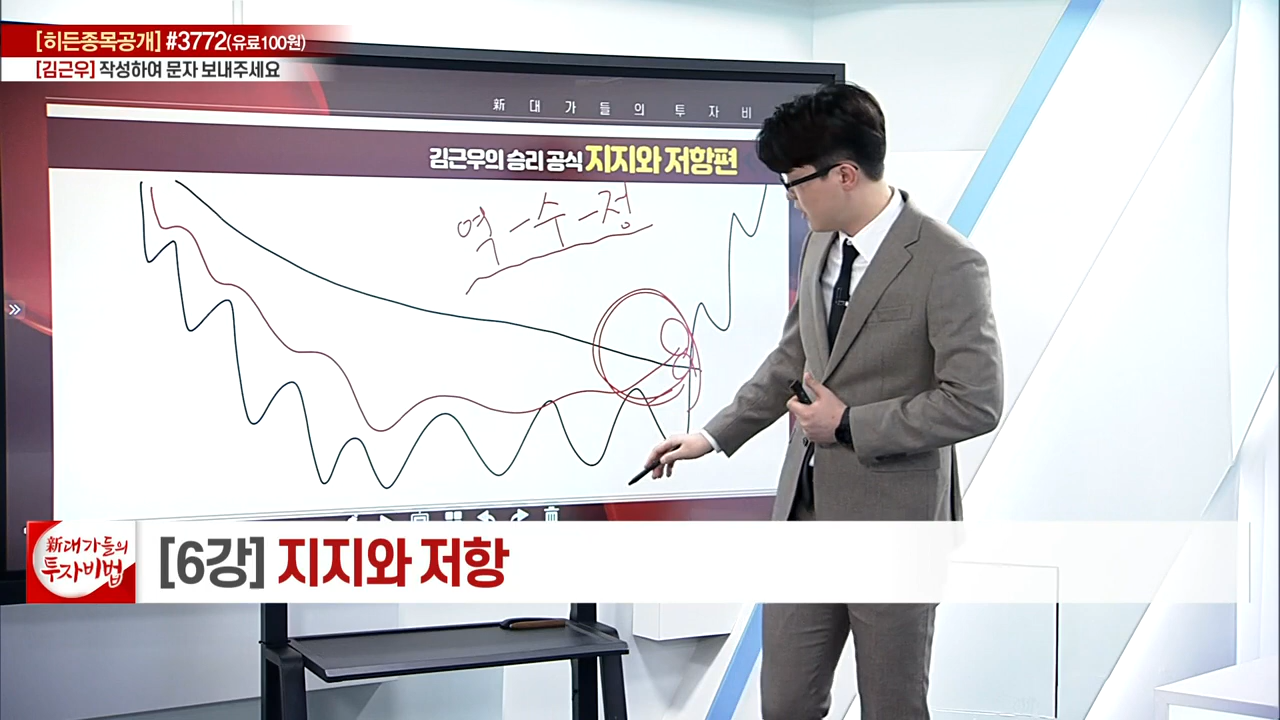 [히든종목공개] #3772(유료100원)
[김근우] 작성하여 문자 보내주세요
新 대 가 들 의 투 자 비
김근우의 승리 공식 지지와 저항편
역-수-정
新대가들의
투자비법
[6강] 지지와 저항